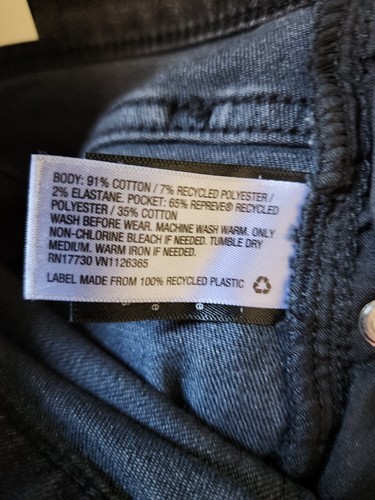 BODY: 91% COTTON / 7% RECYCLED POLYESTER /
2% ELASTANE. POCKET: 65% REPREVE® RECYCLED
POLYESTER / 35% COTTON
WASH BEFORE WEAR. MACHINE WASH WARM. ONLY
NON-CHLORINE BLEACH IF NEEDED. TUMBLE DRY
MEDIUM. WARM IRON IF NEEDED.
RN17730 VN1126365
LABEL MADE FROM 100% RECYCLED PLASTIC